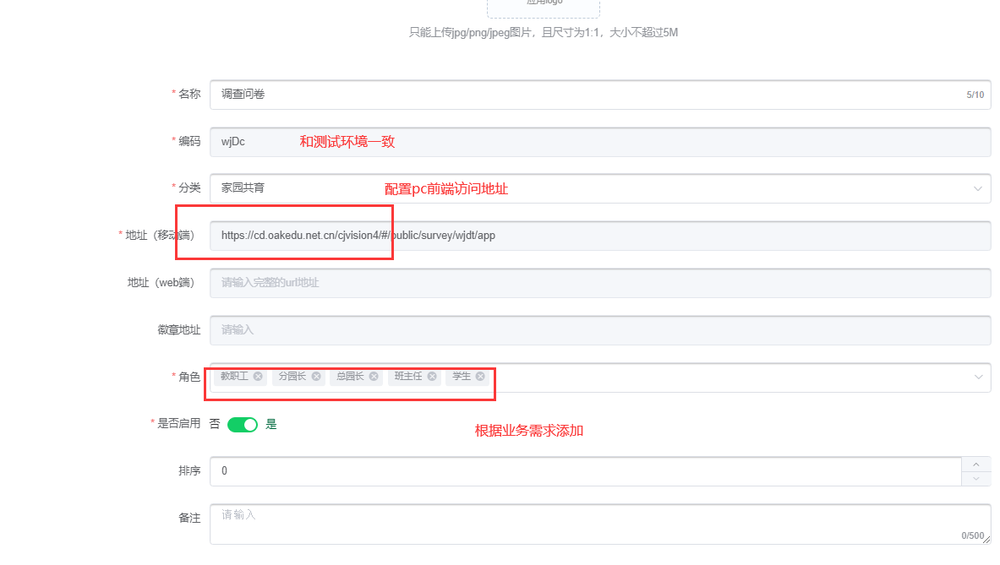 应用logo
只能上传jpg/png/jpeg图片，且尺寸为1:1，大小不超过5M
* 名称 调查问卷 5/10
* 编码 wjDc 和测试环境一致
* 分类 家园共育 配置pc前端访问地址
* 地址（移动端） https://cd.oakedu.net.cn/cjvision4/#/public/survey/wjdt/app
地址（web端） 请输入完整的url地址
徽章地址 请输入
* 角色 教职工 分园长 总园长 班主任 学生
* 是否启用 否 是 根据业务需求添加
排序 0
备注 请输入
0/500